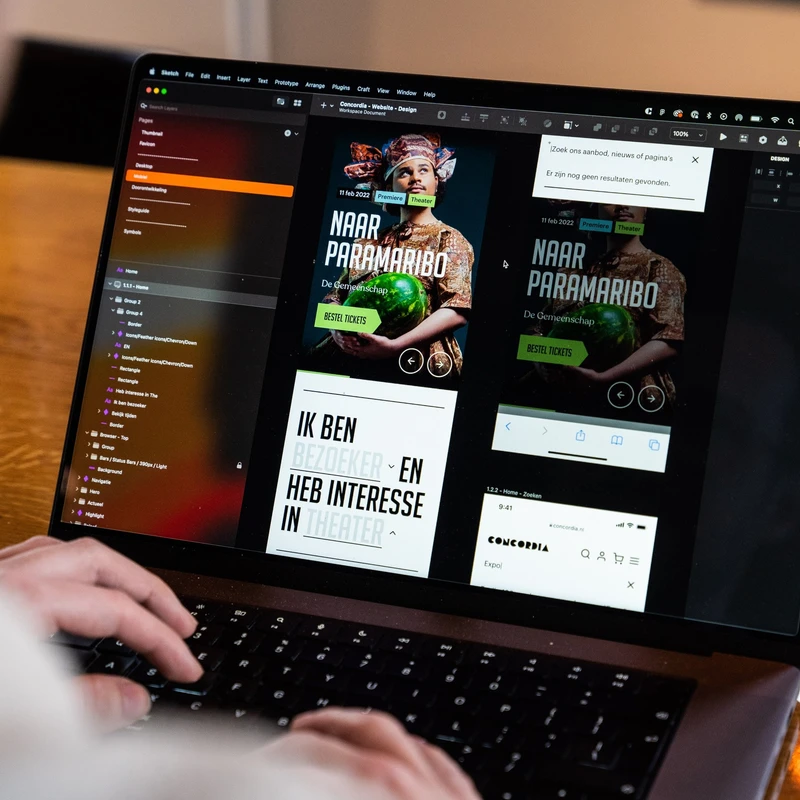 Sketch File Edit Insert Layer Text Prototype Arrange Plugins Craft View Window Help
Search Layers
Concordia - Website - Design
Workspace Document
100%
DESIGN
Pages
Thumbnail
Favicon
Desktop
Mobiel
Doorontwikkeling
Styleguide
Symbols
Home
1.1.1 - Home
Group 2
Group 4
Border
Icons/Feather Icons/Chevron/Down
EN
Icons/Feather Icons/Chevron/Down
Rectangle
Rectangle
Heb interesse in The
Ik ben bezoeker
Bekijk tijden
Border
Browser - Top
Group
Bars / Status Bars / 390px / Light
Background
Navigatie
Hero
Actueel
Highlight
11 feb 2022 Premiere Theater
NAAR
PARAMARIBO
De Gemeenschap
BESTEL TICKETS
IK BEN
BEZOEKER EN
HEB INTERESSE
IN THEATER
Zoek ons aanbod, nieuws of pagina's
Er zijn nog geen resultaten gevonden.
11 feb 2022 Premiere Theater
NAAR
PARAMARIBO
De Gemeenschap
BESTEL TICKETS
1.2.2 - Home - Zoeken
9:41
concordia.nl
CONCORDIA
Expo
X
W